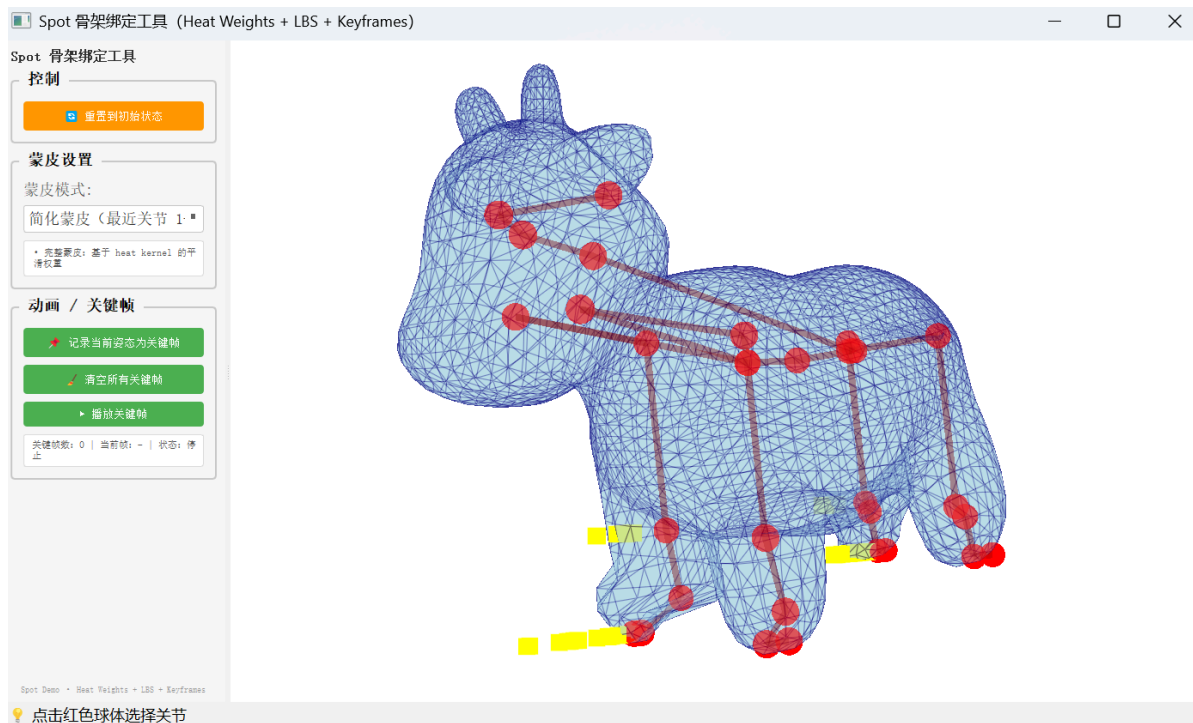 Spot 骨架绑定工具（Heat Weights + LBS + Keyframes）
Spot 骨架绑定工具
控制
重置到初始状态
蒙皮设置
蒙皮模式:
简化蒙皮（最近关节 1·
• 完整蒙皮: 基于 heat kernel 的平
滑权重
动画 / 关键帧
📌 记录当前姿态为关键帧
🧹 清空所有关键帧
▶ 播放关键帧
关键帧数: 0 | 当前帧: - | 状态: 停
止
Spot Demo • Heat Weights + LBS + Keyframes
💡 点击红色球体选择关节